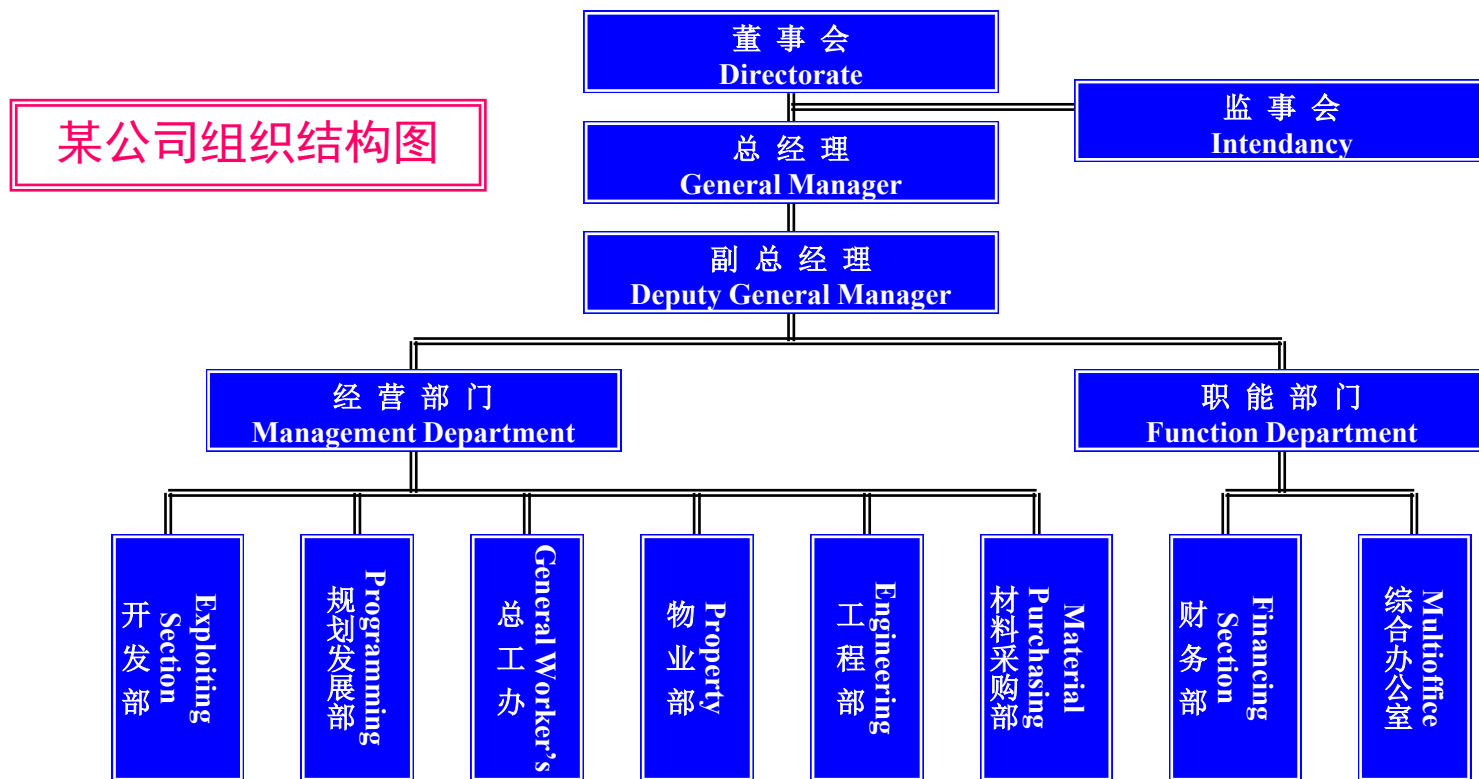 董 事 会
Directorate
某公司组织结构图
监 事 会
Intendancy
总 经 理
General Manager
副 总 经 理
Deputy General Manager
经 营 部 门
Management Department
职 能 部 门
Function Department
Exploiting
Section
开 发 部
Programming
规划发展部
General Worker's
总 工 办
Property
物 业 部
Engineering
工 程 部
Material
Purchasing
材料采购部
Financing
Section
财 务 部
Multioffice
综合办公室